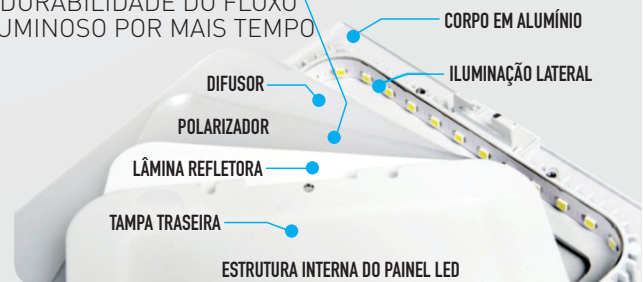 DURABILIDADE DO FLUXO
UMINOSO POR MAIS TEMPO
CORPO EM ALUMÍNIO
ILUMINAÇÃO LATERAL
DIFUSOR
POLARIZADOR
LÂMINA REFLETORA
TAMPA TRASEIRA
ESTRUTURA INTERNA DO PAINEL LED